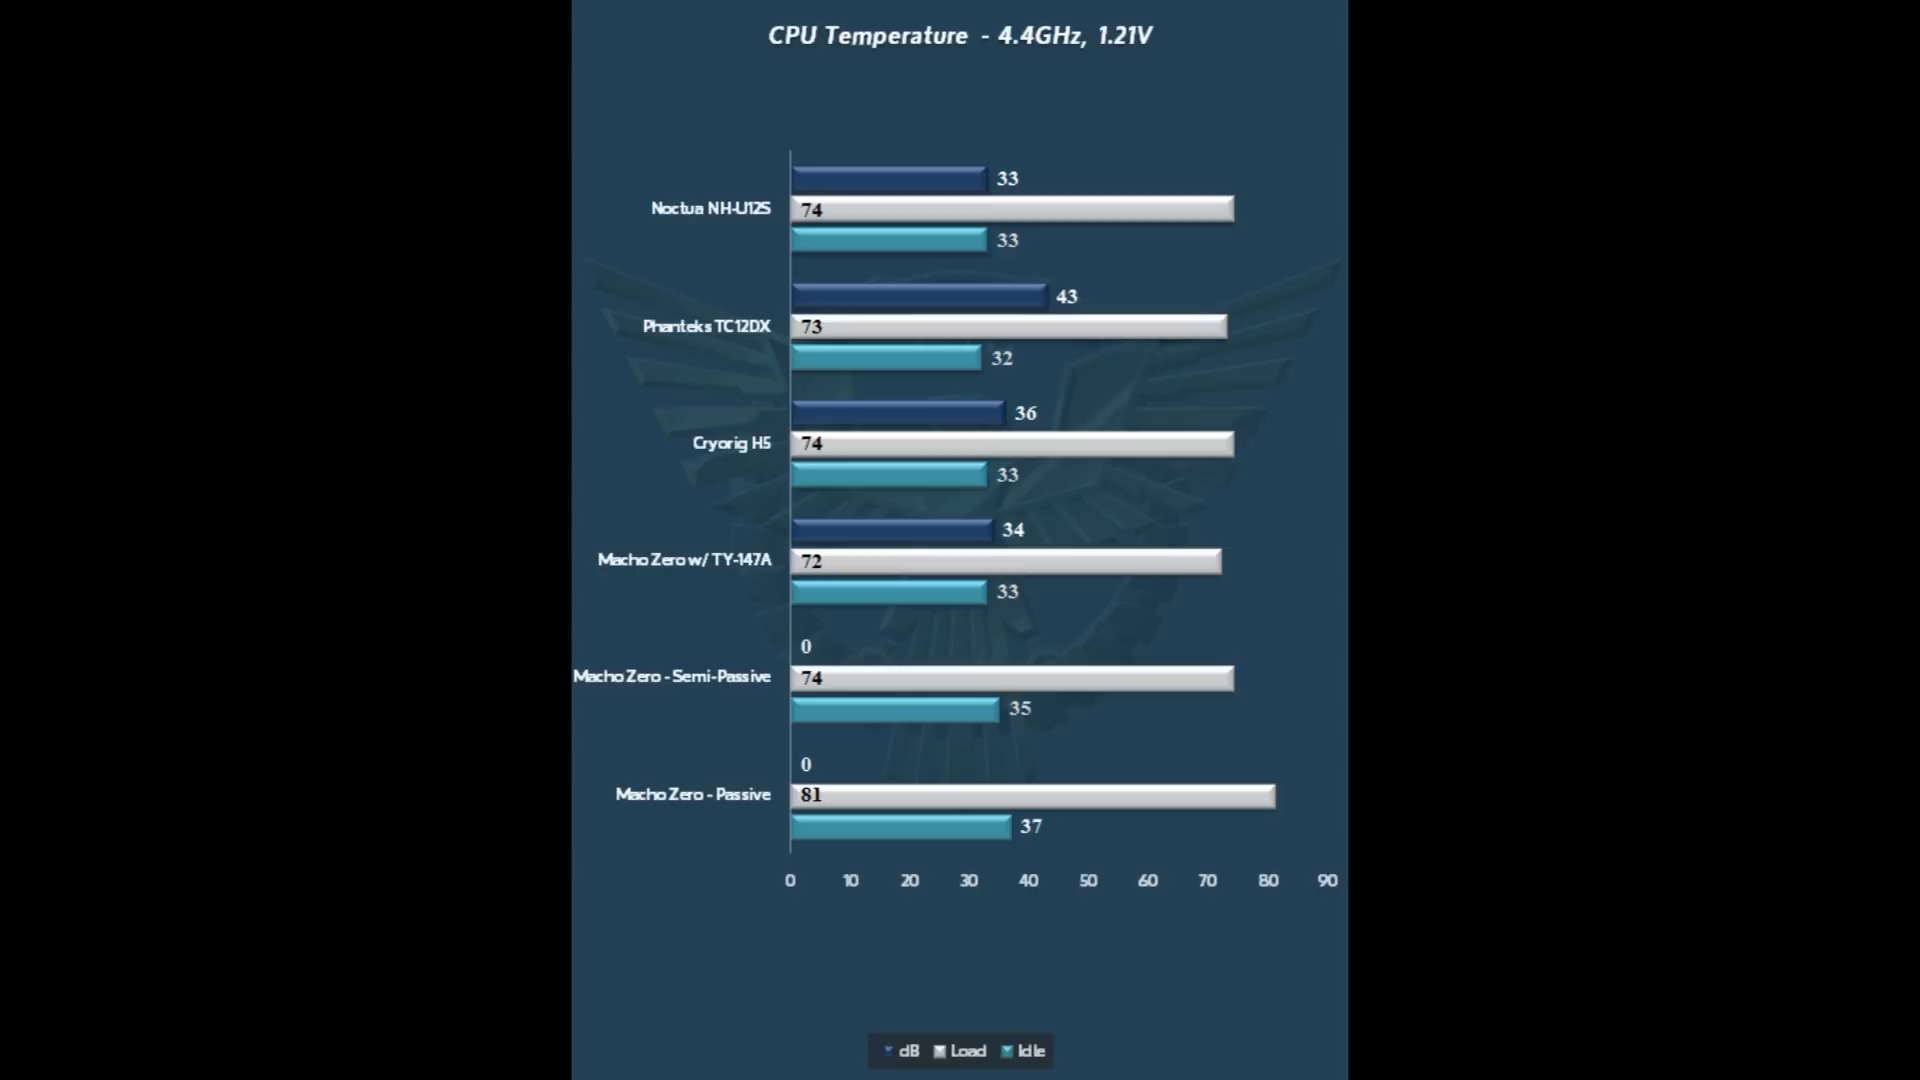 CPU Temperature - 4.4GHz, 1.21V
33
Noctua NH-U12S
74
33
43
Phanteks TC12DX
73
32
36
Cryorig H5
74
33
34
Macho Zero w/ TY-147A
72
33
0
Macho Zero - Semi-Passive
74
35
0
Macho Zero - Passive
81
37
0 10 20 30 40 50 60 70 80 90
dB Load Idle